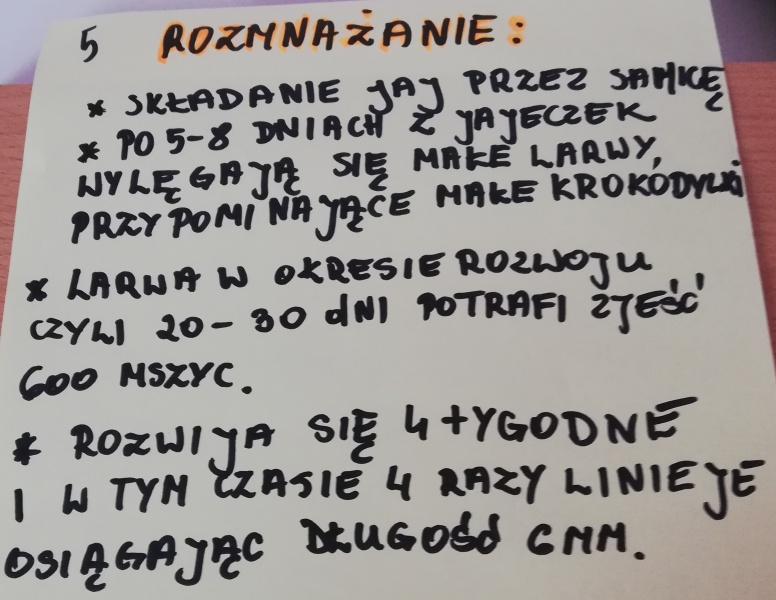 5 ROZMNAŻANIE:
* SKŁADANIE JAJ PRZEZ SAMICĘ
* PO 5-8 DNIACH Z JAJECZEK
WYLĘGAJĄ SIĘ MAŁE LARWY,
PRZYPOMINAJĄCE MAŁE KROKODYLKI
* LARWA W OKRESIE ROZWOJU
CZYLI 20-30 dNI POTRAFI ZJEŚĆ
600 MSZYC.
* ROZWIJA SIĘ 4 tYGODNE
I W TYM CZASIE 4 RAZY LINIEJE
OSIĄGAJĄC DŁUGOŚĆ 6MM.